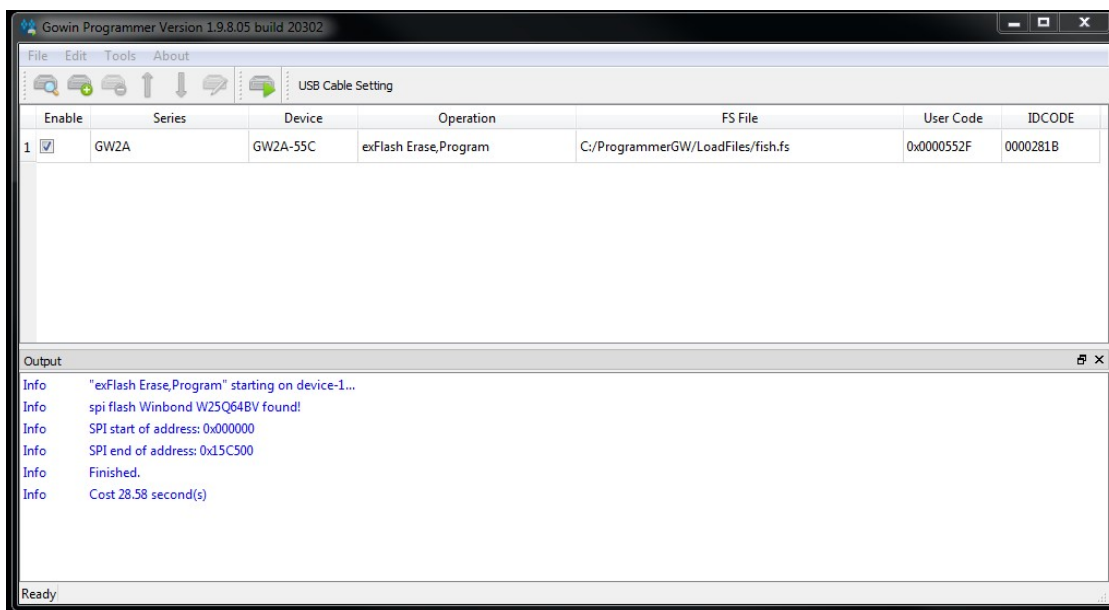 Gowin Programmer Version 1.9.8.05 build 20302
File Edit Tools About
USB Cable Setting
Enable Series Device Operation FS File User Code IDCODE
1 GW2A GW2A-55C exFlash Erase,Program C:/ProgrammerGW/LoadFiles/fish.fs 0x0000552F 0000281B
Output
Info "exFlash Erase,Program" starting on device-1...
Info spi flash Winbond W25Q64BV found!
Info SPI start of address: 0x000000
Info SPI end of address: 0x15C500
Info Finished.
Info Cost 28.58 second(s)
Ready